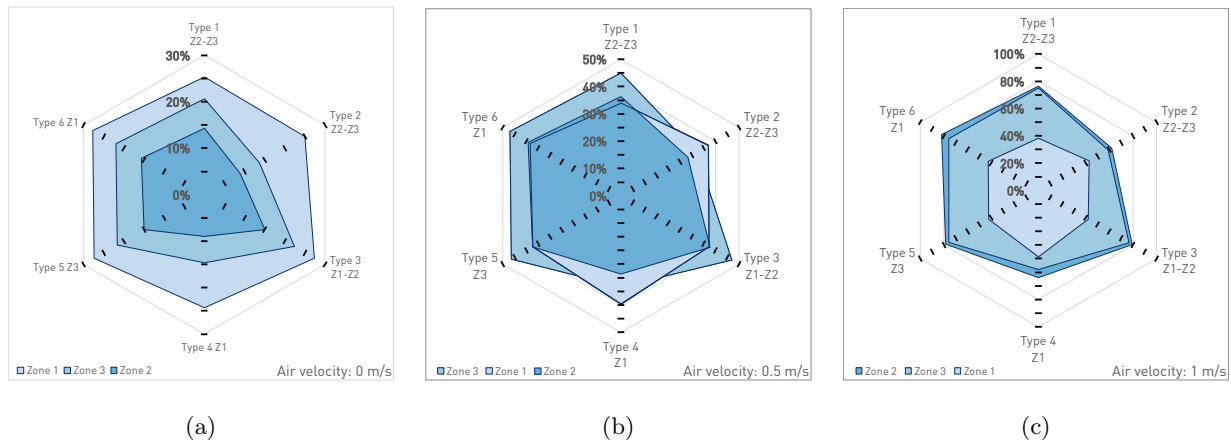 Type 1
Z2-Z3
30%
20%
10%
0%
Type 2
Z2-Z3
Type 3
Z1-Z2
Type 4 Z1
Type 5 Z3
Type 6 Z1
Zone 1 Zone 3 Zone 2
Air velocity: 0 m/s
(a)
Type 1
Z2-Z3
50%
40%
30%
20%
10%
0%
Type 2
Z2-Z3
Type 3
Z1-Z2
Type 4
Z1
Type 5
Z3
Type 6
Z1
Zone 3 Zone 1 Zone 2
Air velocity: 0.5 m/s
(b)
Type 1
Z2-Z3
100%
80%
60%
40%
20%
0%
Type 2
Z2-Z3
Type 3
Z1-Z2
Type 4
Z1
Type 5
Z3
Type 6
Z1
Zone 2 Zone 3 Zone 1
Air velocity: 1 m/s
(c)